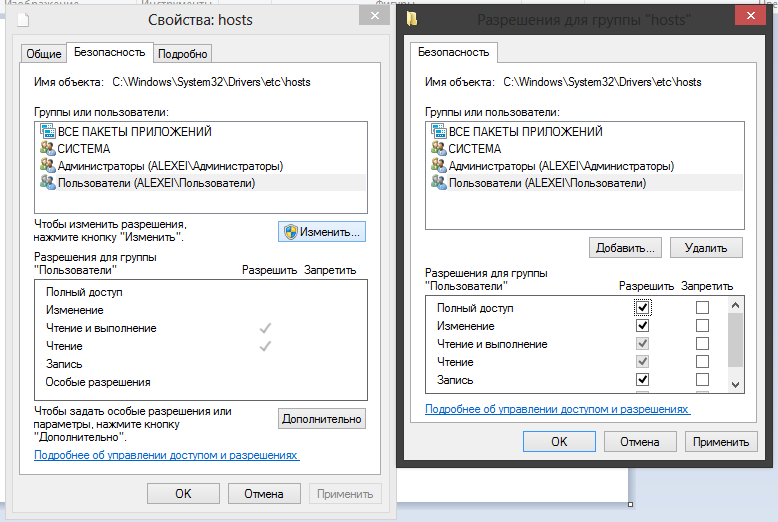 Изображение
Инструменты
Фигуры
Свойства: hosts
Общие
Безопасность
Подробно
Имя объекта: C:\Windows\System32\Drivers\etc\hosts
Группы или пользователи:
ВСЕ ПАКЕТЫ ПРИЛОЖЕНИЙ
СИСТЕМА
Администраторы (ALEXEI\Администраторы)
Пользователи (ALEXEI\Пользователи)
Чтобы изменить разрешения,
нажмите кнопку "Изменить".
Изменить...
Разрешения для группы
"Пользователи" Разрешить Запретить
Полный доступ
Изменение
Чтение и выполнение
Чтение
Запись
Особые разрешения
Чтобы задать особые разрешения или
параметры, нажмите кнопку
"Дополнительно".
Дополнительно
Подробнее об управлении доступом и разрешениях
OK Отмена Применить
Разрешения для группы "hosts"
Безопасность
Имя объекта: C:\Windows\System32\Drivers\etc\hosts
Группы или пользователи:
ВСЕ ПАКЕТЫ ПРИЛОЖЕНИЙ
СИСТЕМА
Администраторы (ALEXEI\Администраторы)
Пользователи (ALEXEI\Пользователи)
Добавить... Удалить
Разрешения для группы
"Пользователи" Разрешить Запретить
Полный доступ
Изменение
Чтение и выполнение
Чтение
Запись
Подробнее об управлении доступом и разрешениях
OK Отмена Применить